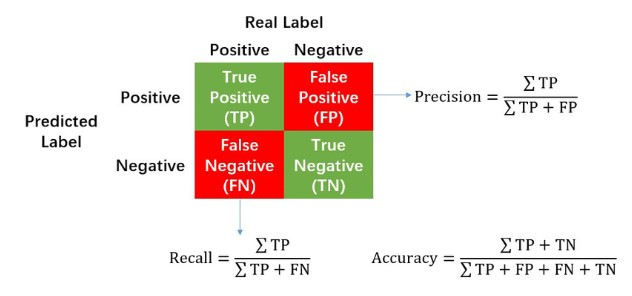 Real Label
Positive Negative
Predicted Label
Positive
True Positive (TP)
False Positive (FP)
Precision = ∑ TP / ∑ TP + FP
Negative
False Negative (FN)
True Negative (TN)
Recall = ∑ TP / ∑ TP + FN
Accuracy = ∑ TP + TN / ∑ TP + FP + FN + TN